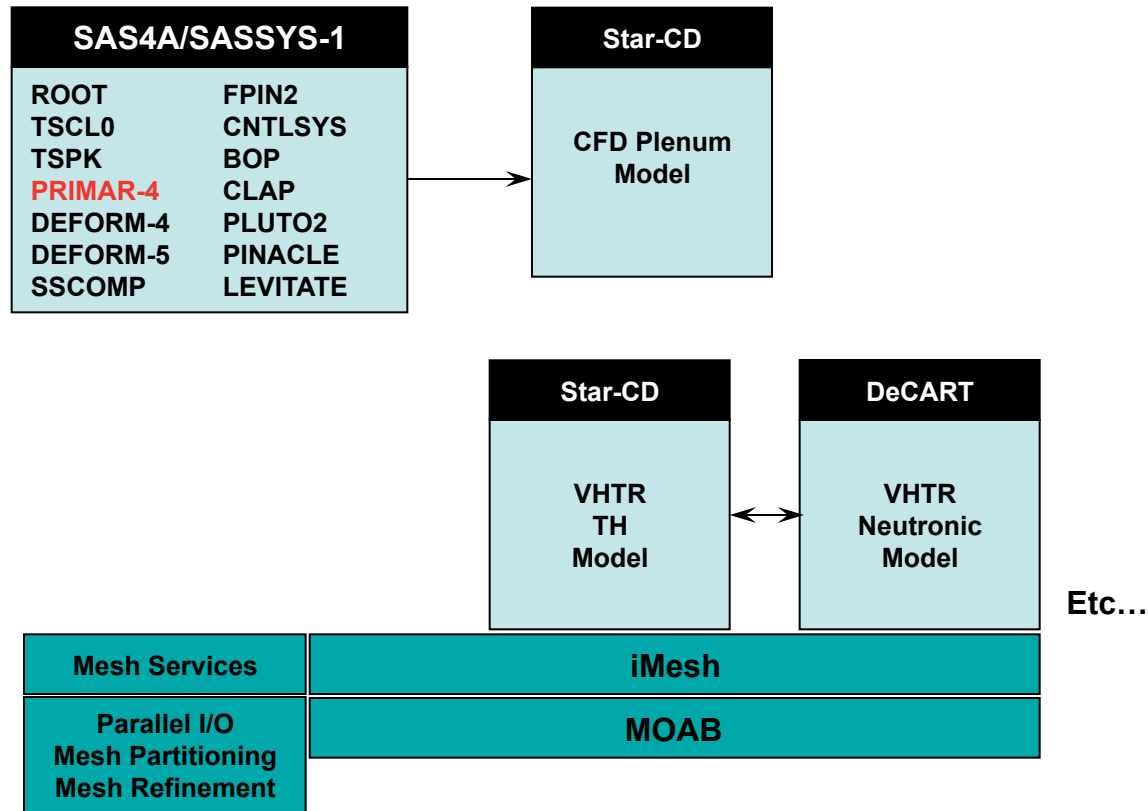 SAS4A/SASSYS-1
ROOT
TSCL0
TSPK
PRIMAR-4
DEFORM-4
DEFORM-5
SSCOMP
FPIN2
CNTLSYS
BOP
CLAP
PLUTO2
PINACLE
LEVITATE
Star-CD
CFD Plenum
Model
Star-CD
VHTR
TH
Model
DeCART
VHTR
Neutronic
Model
Etc…
Mesh Services
iMesh
Parallel I/O
Mesh Partitioning
Mesh Refinement
MOAB